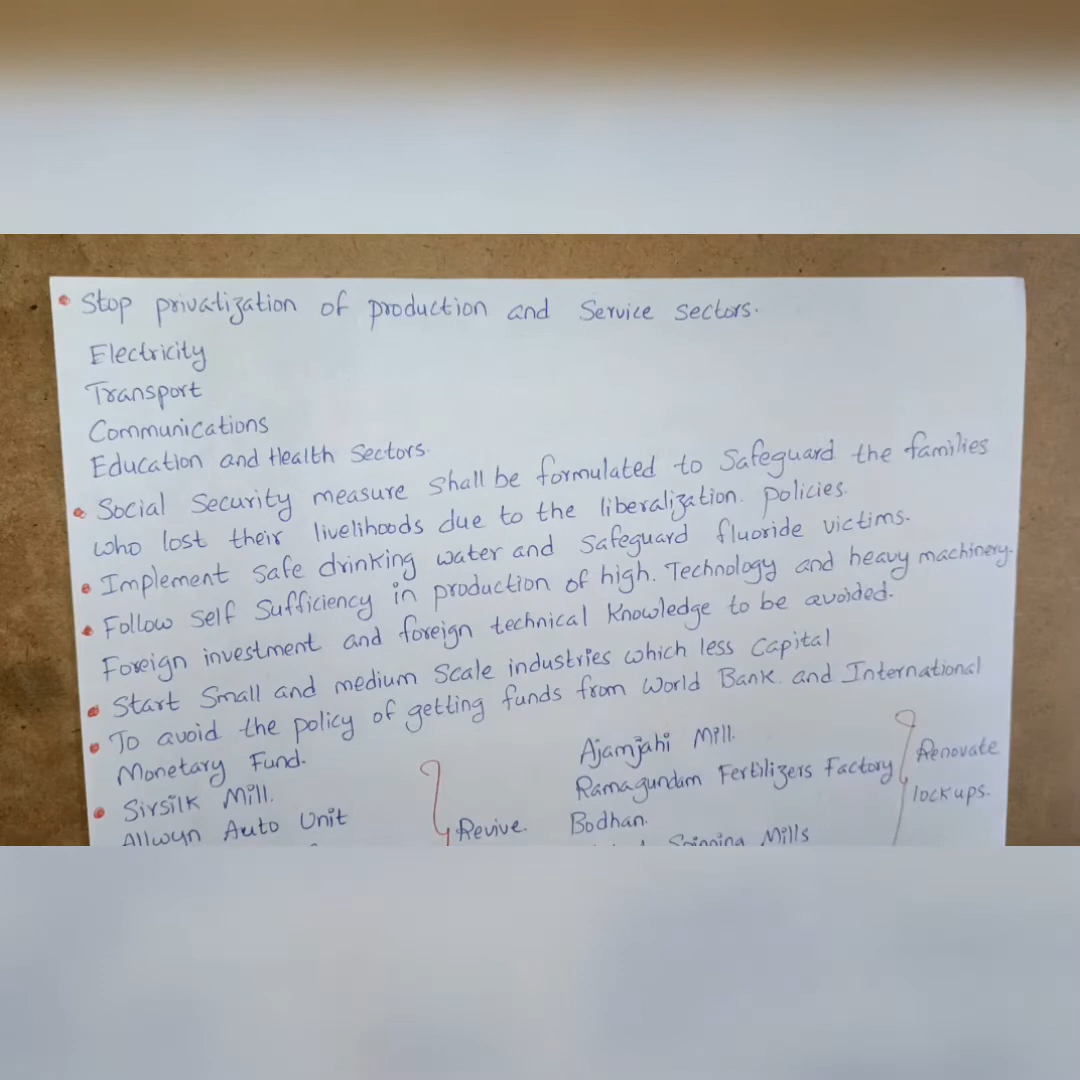 • Stop privatization of production and Service sectors.
Electricity
Transport
Communications
Education and Health Sectors.
• Social Security measure shall be formulated to Safeguard the families
who lost their livelihoods due to the liberalization. policies.
• Implement safe drinking water and safeguard fluoride victims.
• Follow self sufficiency in production of high. Technology and heavy machinery.
Foreign investment and foreign technical knowledge to be avoided.
• Start Small and medium Scale industries which less capital
• To avoid the policy of getting funds from World Bank. and International
Monetary Fund.
• Sirsilk Mill.
Allwyn Auto Unit
Revive.
Ajamjahi Mill.
Ramagundam Fertilizers Factory
Bodhan.
Spinning Mills
Renovate
lockups.